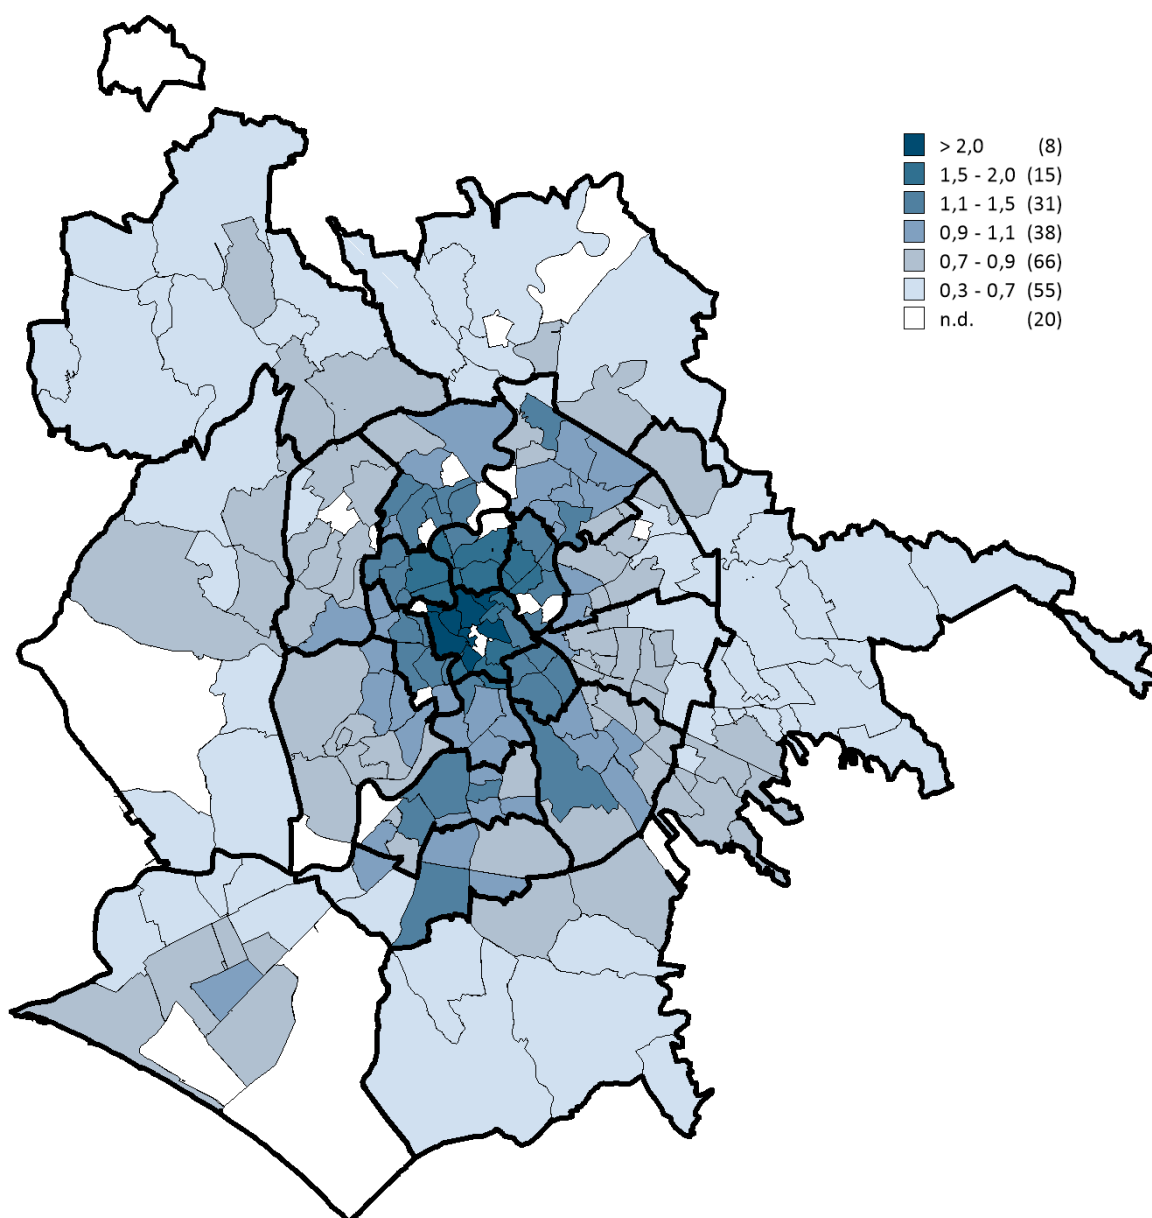 > 2,0 (8)
1,5 - 2,0 (15)
1,1 - 1,5 (31)
0,9 - 1,1 (38)
0,7 - 0,9 (66)
0,3 - 0,7 (55)
n.d. (20)